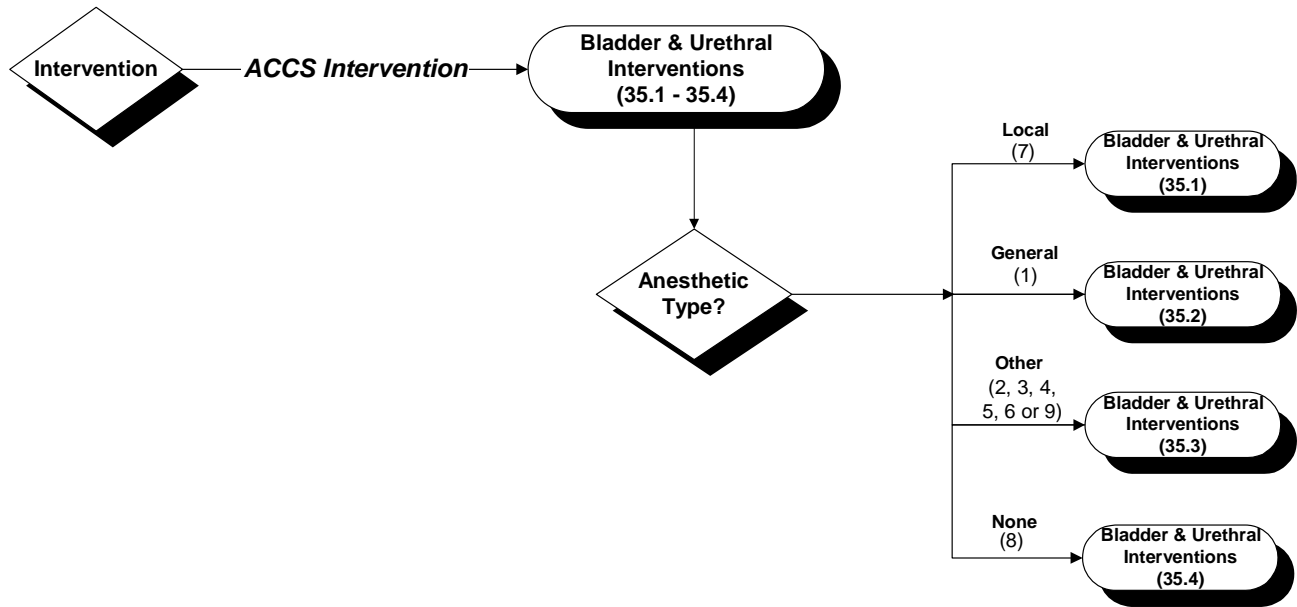 Intervention
ACCS Intervention
Bladder & Urethral
Interventions
(35.1 - 35.4)
Anesthetic
Type?
Local
(7)
Bladder & Urethral
Interventions
(35.1)
General
(1)
Bladder & Urethral
Interventions
(35.2)
Other
(2, 3, 4,
5, 6 or 9)
Bladder & Urethral
Interventions
(35.3)
None
(8)
Bladder & Urethral
Interventions
(35.4)